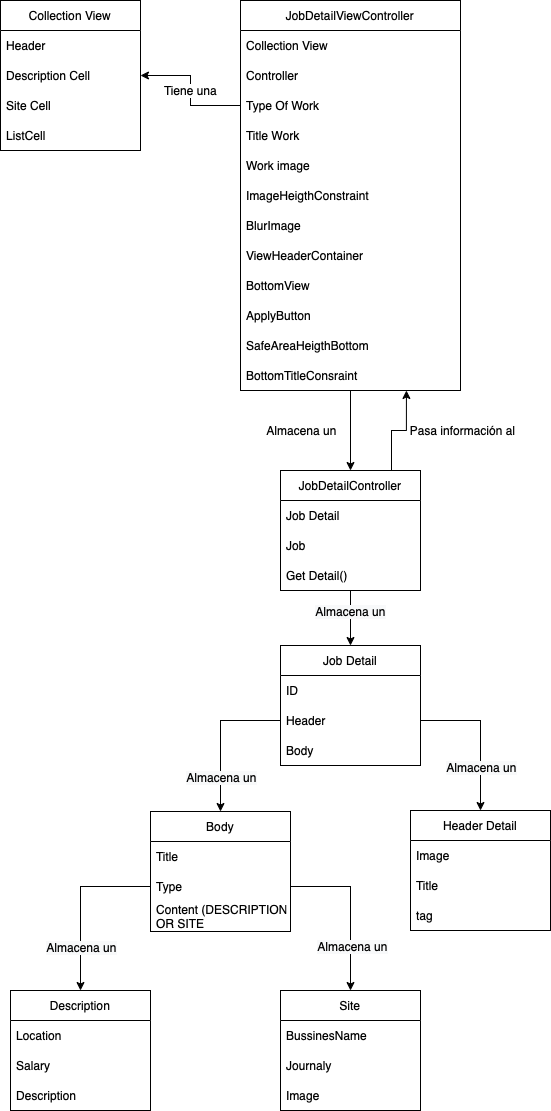 Collection View
Header
Description Cell
Site Cell
ListCell
Tiene una
JobDetailViewController
Collection View
Controller
Type Of Work
Title Work
Work image
ImageHeigthConstraint
BlurImage
ViewHeaderContainer
BottomView
ApplyButton
SafeAreaHeigthBottom
BottomTitleConsraint
Almacena un
Pasa información al
JobDetailController
Job Detail
Job
Get Detail()
Almacena un
Job Detail
ID
Header
Body
Almacena un
Almacena un
Body
Title
Type
Content (DESCRIPTION
OR SITE
Header Detail
Image
Title
tag
Almacena un
Almacena un
Description
Location
Salary
Description
Site
BussinesName
Journaly
Image